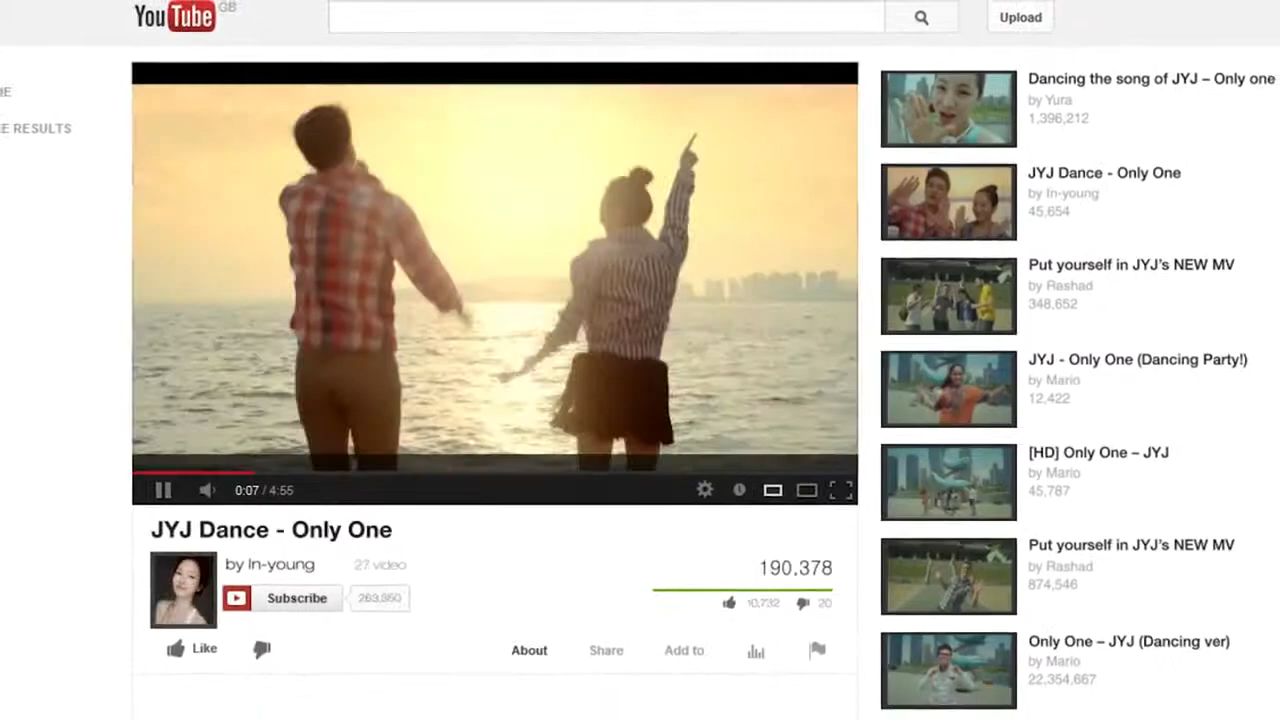 YouTube GB
Upload
E RESULTS
0:07 / 4:55
JYJ Dance - Only One
by In-young
27 video
Subscribe
263,350
190,378
10,732
20
Like
About
Share
Add to
Dancing the song of JYJ – Only one
by Yura
1,396,212
JYJ Dance - Only One
by In-young
45,654
Put yourself in JYJ's NEW MV
by Rashad
348,652
JYJ - Only One (Dancing Party!)
by Mario
12,422
[HD] Only One – JYJ
by Mario
45,787
Put yourself in JYJ's NEW MV
by Rashad
874,546
Only One – JYJ (Dancing ver)
by Mario
22,354,667